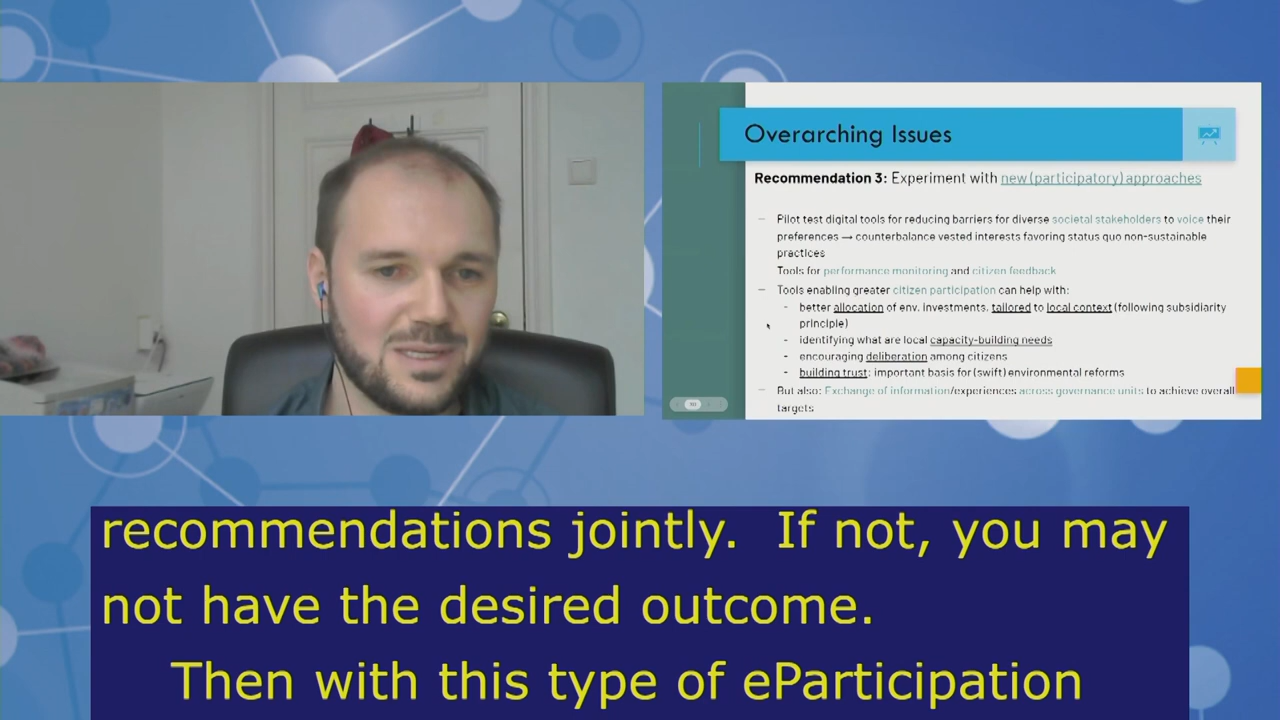 Overarching Issues
Recommendation 3: Experiment with new (participatory) approaches
– Pilot test digital tools for reducing barriers for diverse societal stakeholders to voice their
preferences → counterbalance vested interests favoring status quo non-sustainable
practices
Tools for performance monitoring and citizen feedback
– Tools enabling greater citizen participation can help with:
- better allocation of env. investments, tailored to local context (following subsidiarity
principle)
- identifying what are local capacity-building needs
- encouraging deliberation among citizens
- building trust: important basis for (swift) environmental reforms
– But also: Exchange of information/experiences across governance units to achieve overall
targets
recommendations jointly. If not, you may
not have the desired outcome.
Then with this type of eParticipation